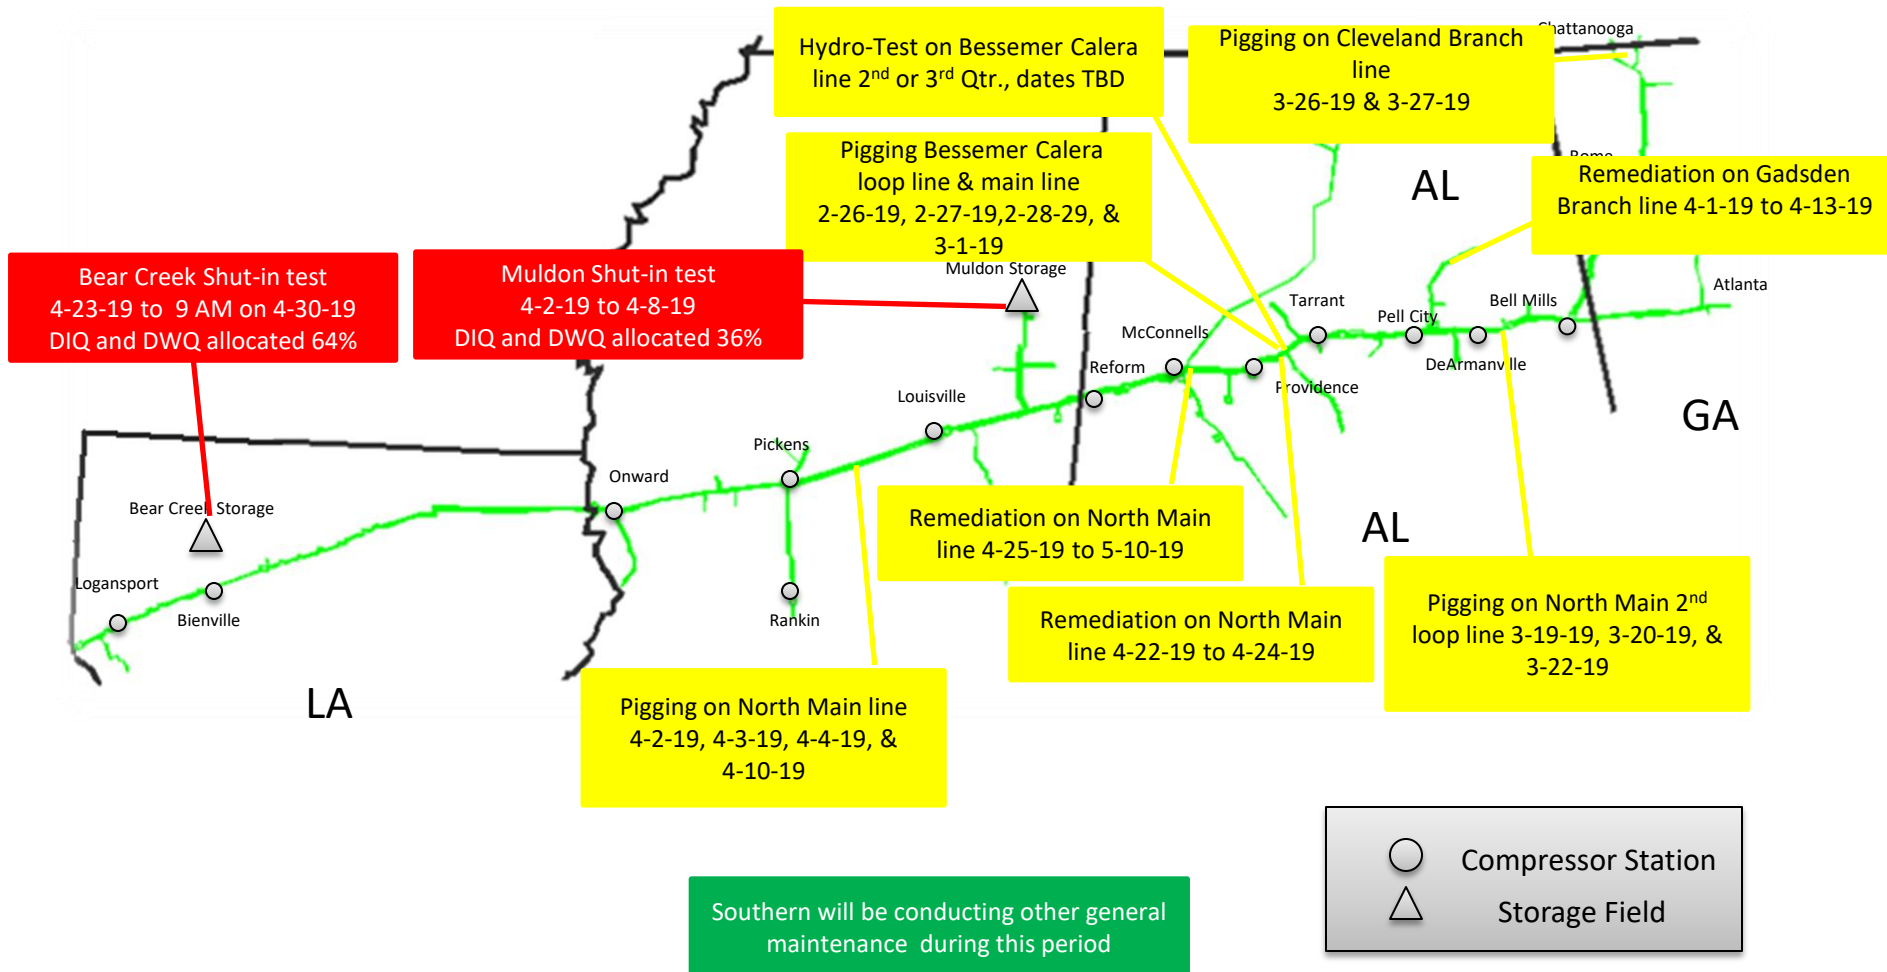 Hydro-Test on Bessemer Calera
line 2nd or 3rd Qtr., dates TBD
Pigging on Cleveland Branch
line
3-26-19 & 3-27-19
Chattanooga
Pigging Bessemer Calera
loop line & main line
2-26-19, 2-27-19,2-28-29, &
3-1-19
AL
Rome
Remediation on Gadsden
Branch line 4-1-19 to 4-13-19
Bear Creek Shut-in test
4-23-19 to 9 AM on 4-30-19
DIQ and DWQ allocated 64%
Muldon Shut-in test
4-2-19 to 4-8-19
DIQ and DWQ allocated 36%
Muldon Storage
Tarrant
Pell City
Bell Mills
Atlanta
McConnells
Reform
Providence
DeArmanville
Louisville
GA
Pickens
Onward
Bear Creek Storage
Logansport
Bienville
Rankin
Remediation on North Main
line 4-25-19 to 5-10-19
AL
Remediation on North Main
line 4-22-19 to 4-24-19
Pigging on North Main 2nd
loop line 3-19-19, 3-20-19, &
3-22-19
LA
Pigging on North Main line
4-2-19, 4-3-19, 4-4-19, &
4-10-19
Compressor Station
Storage Field
Southern will be conducting other general
maintenance during this period